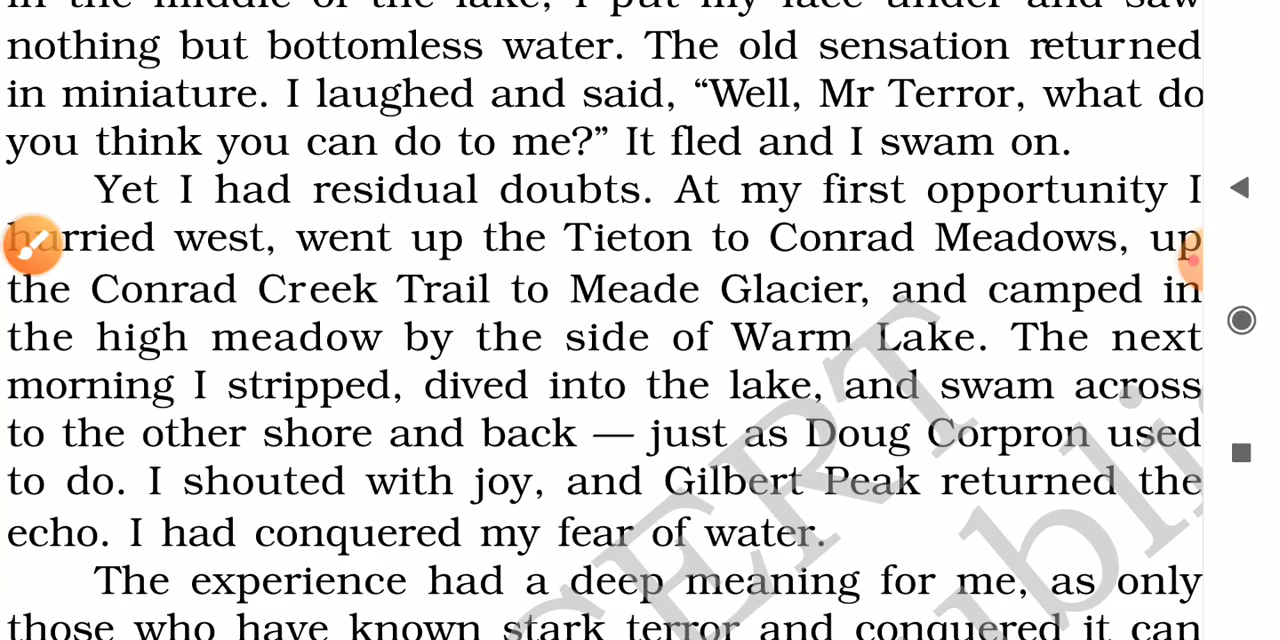 in the middle of the lake, I put my face under and saw
nothing but bottomless water. The old sensation returned
in miniature. I laughed and said, “Well, Mr Terror, what do
you think you can do to me?” It fled and I swam on.
Yet I had residual doubts. At my first opportunity I
hurried west, went up the Tieton to Conrad Meadows, up
the Conrad Creek Trail to Meade Glacier, and camped in
the high meadow by the side of Warm Lake. The next
morning I stripped, dived into the lake, and swam across
to the other shore and back — just as Doug Corpron used
to do. I shouted with joy, and Gilbert Peak returned the
echo. I had conquered my fear of water.
The experience had a deep meaning for me, as only
those who have known stark terror and conquered it can